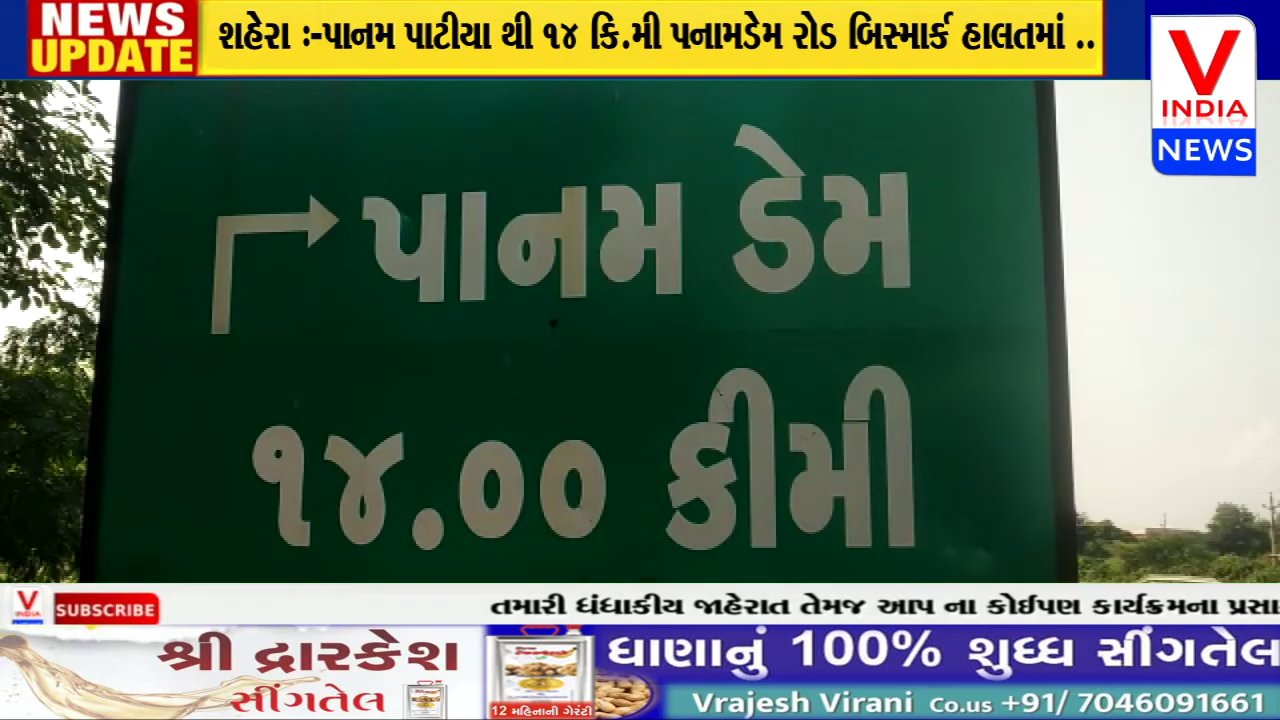 NEWS
UPDATE
શહેરા :-પાનમ પાટીયા થી ૧૪ કિ.મી પનામડેમ રોડ બિસ્માર્ક હાલતમાં ..
V
INDIA
NEWS
પાનમ ડેમ
૧૪.૦૦ કીમી
V
INDIA
SUBSCRIBE
તમારી ધંધાકીય જાહેરાત તેમજ આપ ના કોઈપણ કાર્યક્રમના પ્રસા
શ્રી દ્વારકેશ
સીંગતેલ
12 મહિનાની ગેરંટી
ધાણાનું 100% શુધ્ધ સીંગતેલ
Vrajesh Virani Co.us +91/ 7046091661